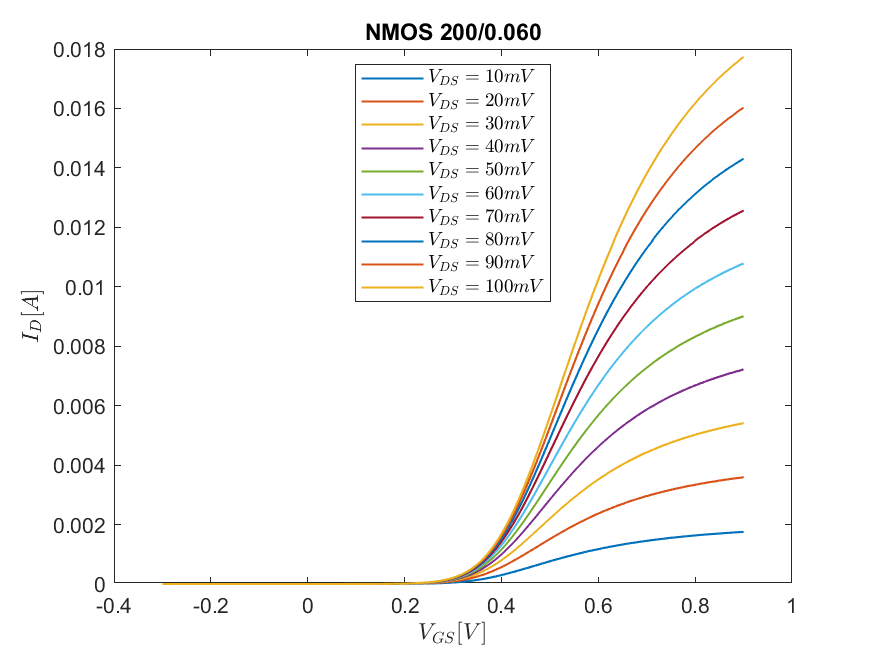 NMOS 200/0.060
0.018
0.016
0.014
0.012
0.01
0.008
0.006
0.004
0.002
0
I_D[A]
V_DS = 10mV
V_DS = 20mV
V_DS = 30mV
V_DS = 40mV
V_DS = 50mV
V_DS = 60mV
V_DS = 70mV
V_DS = 80mV
V_DS = 90mV
V_DS = 100mV
-0.4 -0.2 0 0.2 0.4 0.6 0.8 1
V_GS[V]